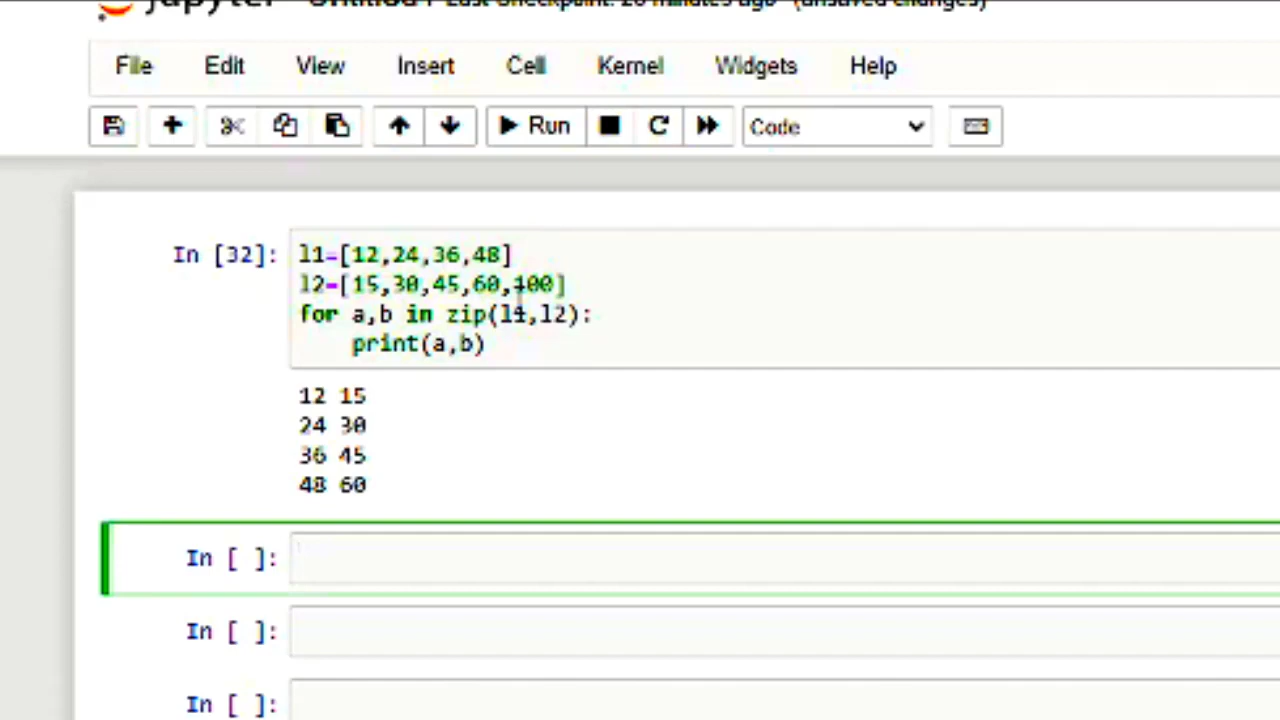 File Edit View Insert Cell Kernel Widgets Help
Run Code
In [32]: l1=[12,24,36,48]
l2=[15,30,45,60,100]
for a,b in zip(l1,l2):
    print(a,b)
12 15
24 30
36 45
48 60
In [ ]:
In [ ]:
In [ ]: